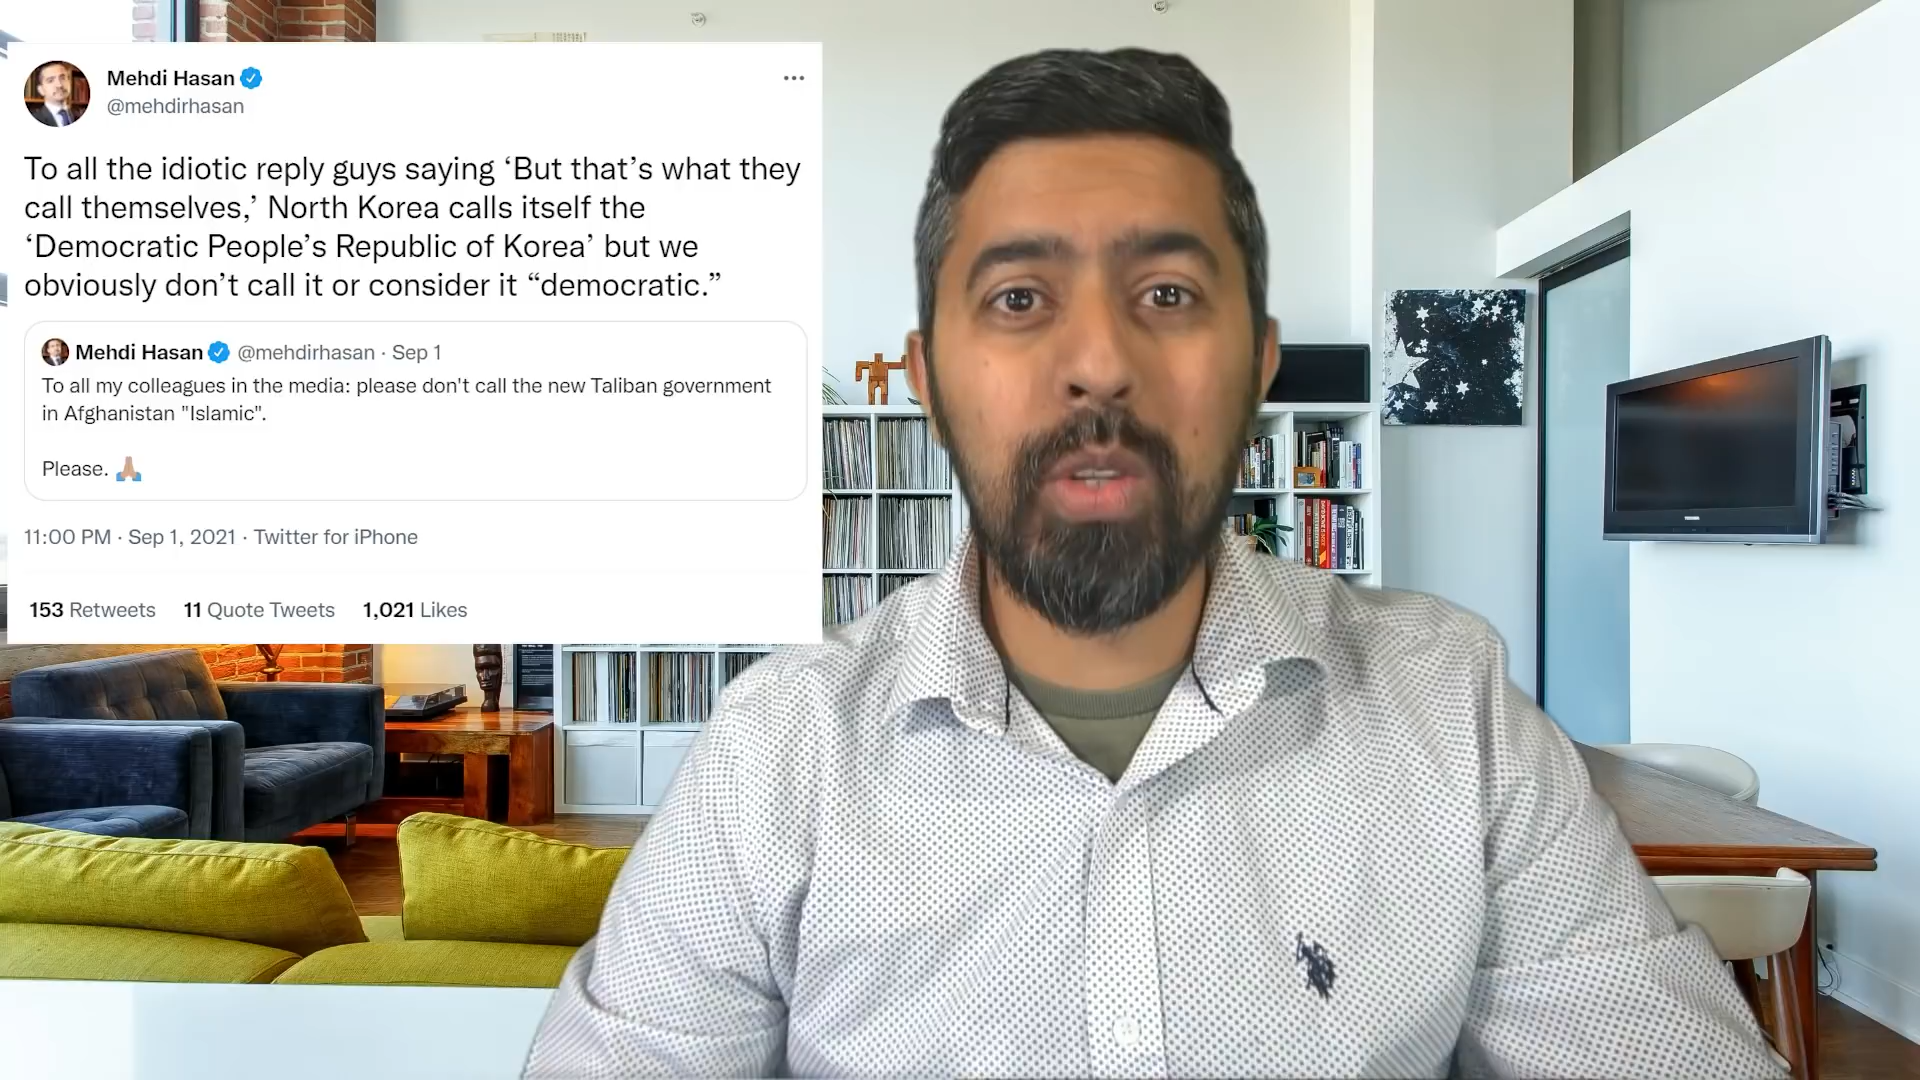 Mehdi Hasan
@mehdirhasan
To all the idiotic reply guys saying ‘But that’s what they
call themselves,’ North Korea calls itself the
‘Democratic People’s Republic of Korea’ but we
obviously don’t call it or consider it “democratic.”
Mehdi Hasan @mehdirhasan · Sep 1
To all my colleagues in the media: please don't call the new Taliban government
in Afghanistan "Islamic".
Please. 🙏🏽
11:00 PM · Sep 1, 2021 · Twitter for iPhone
153 Retweets 11 Quote Tweets 1,021 Likes
TOSHIBA